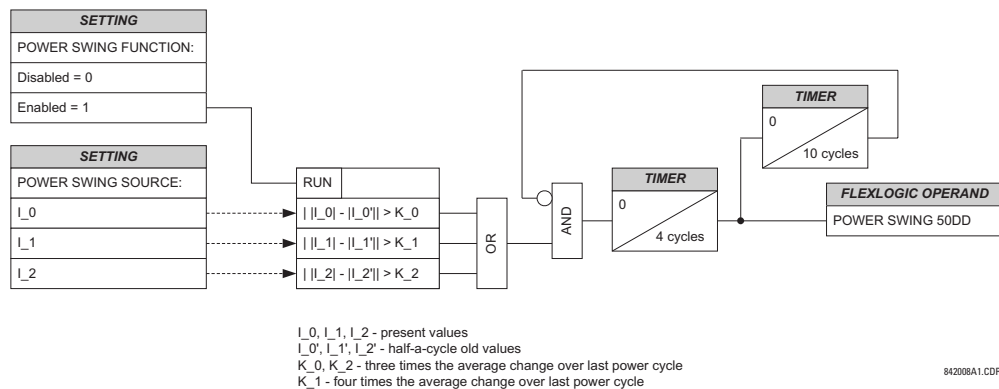 SETTING
POWER SWING FUNCTION:
Disabled = 0
Enabled = 1
SETTING
POWER SWING SOURCE:
I_0
I_1
I_2
RUN
| |I_0| - |I_0'|| > K_0
| |I_1| - |I_1'|| > K_1
| |I_2| - |I_2'|| > K_2
OR
AND
TIMER
0
4 cycles
TIMER
0
10 cycles
FLEXLOGIC OPERAND
POWER SWING 50DD
I_0, I_1, I_2 - present values
I_0', I_1', I_2' - half-a-cycle old values
K_0, K_2 - three times the average change over last power cycle
K_1 - four times the average change over last power cycle
842008A1.CDR